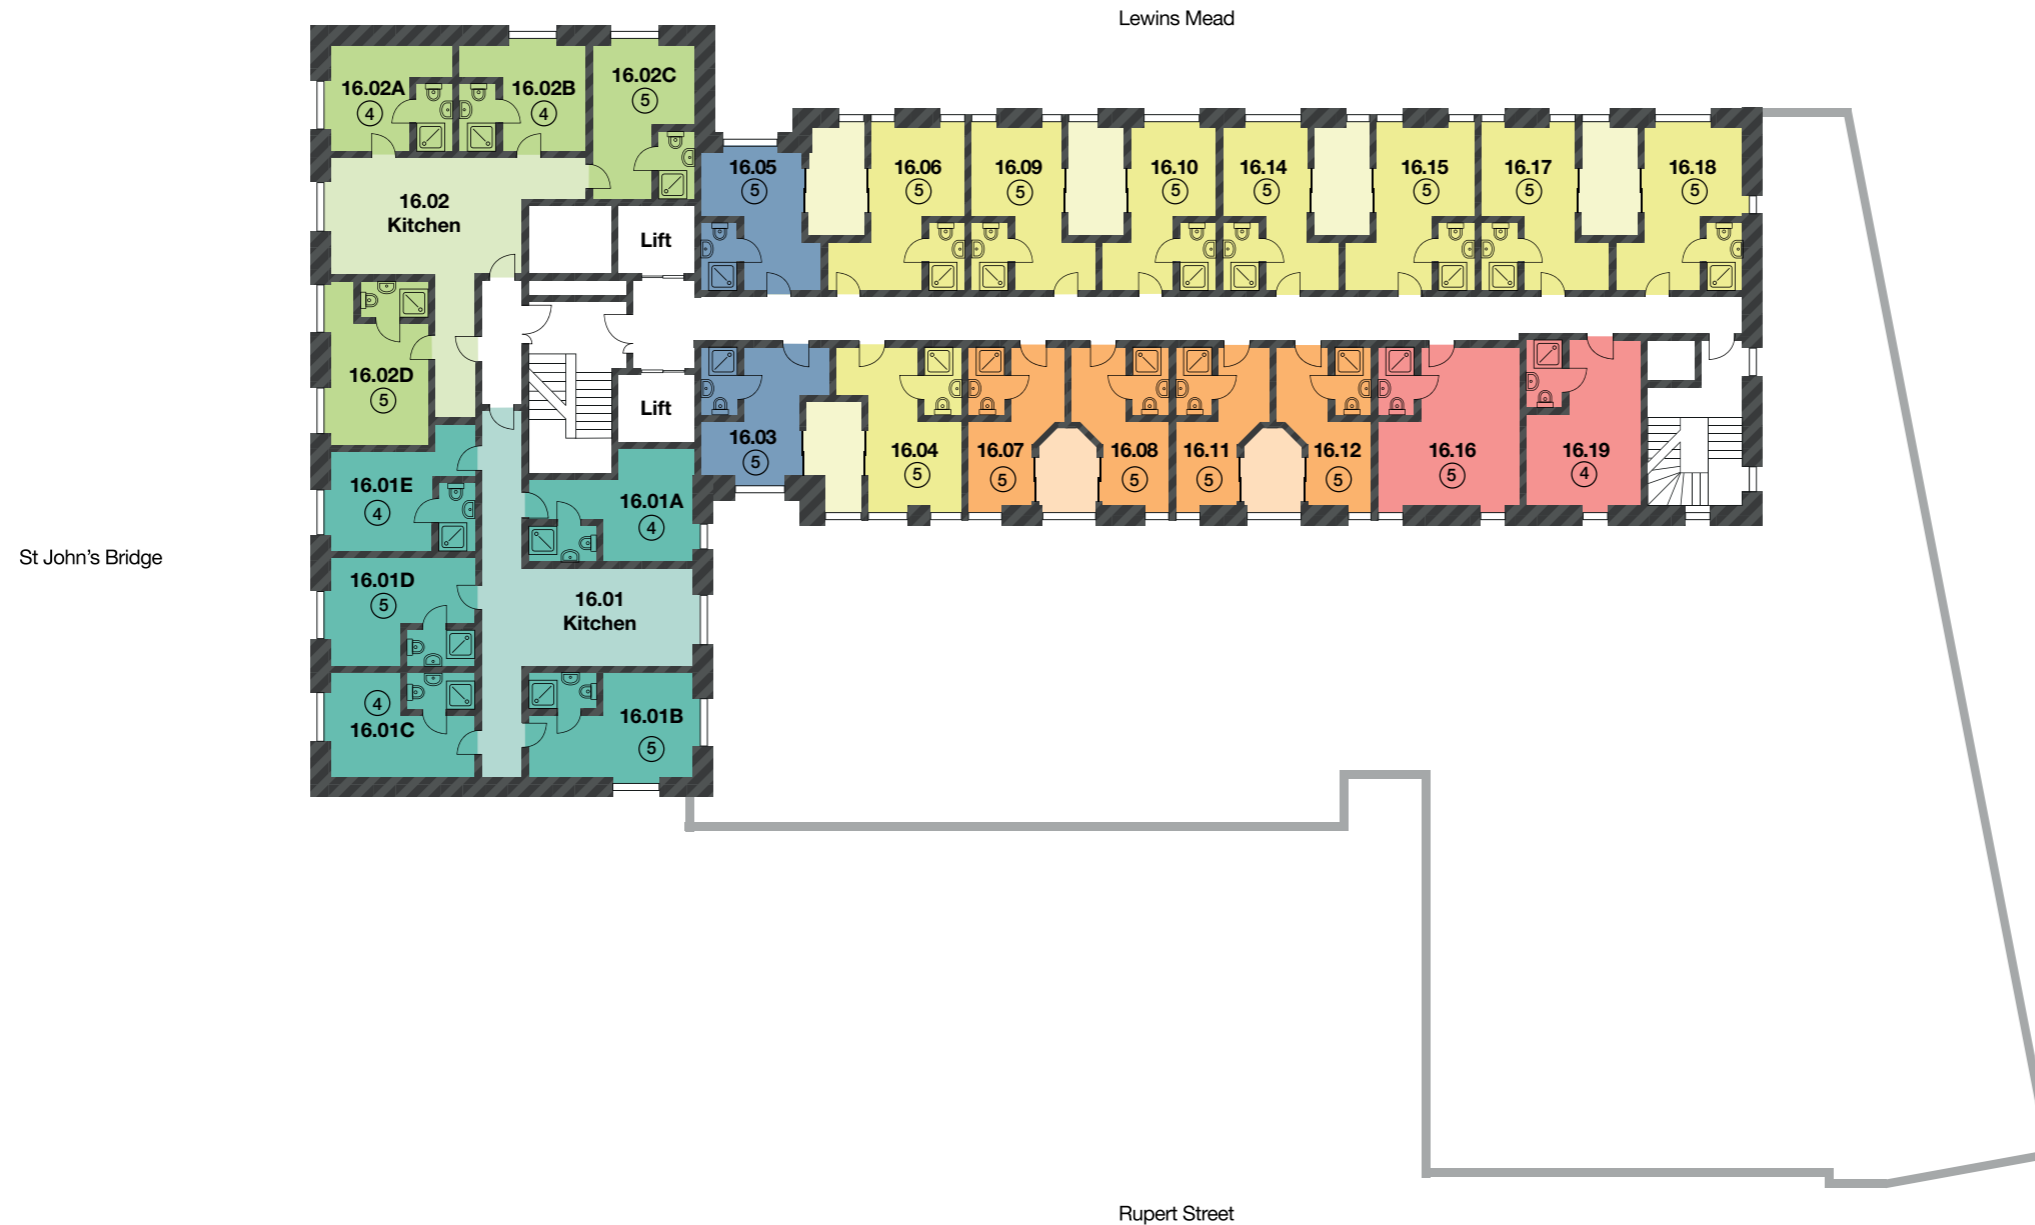 Lewins Mead
16.02A
4
16.02B
4
16.02C
5
16.02
Kitchen
Lift
16.05
5
16.06
5
16.09
5
16.10
5
16.14
5
16.15
5
16.17
5
16.18
5
16.02D
5
Lift
16.03
5
16.04
5
16.07
5
16.08
5
16.11
5
16.12
5
16.16
5
16.19
4
16.01E
4
16.01A
4
St John's Bridge
16.01D
5
16.01
Kitchen
4
16.01C
16.01B
5
Rupert Street